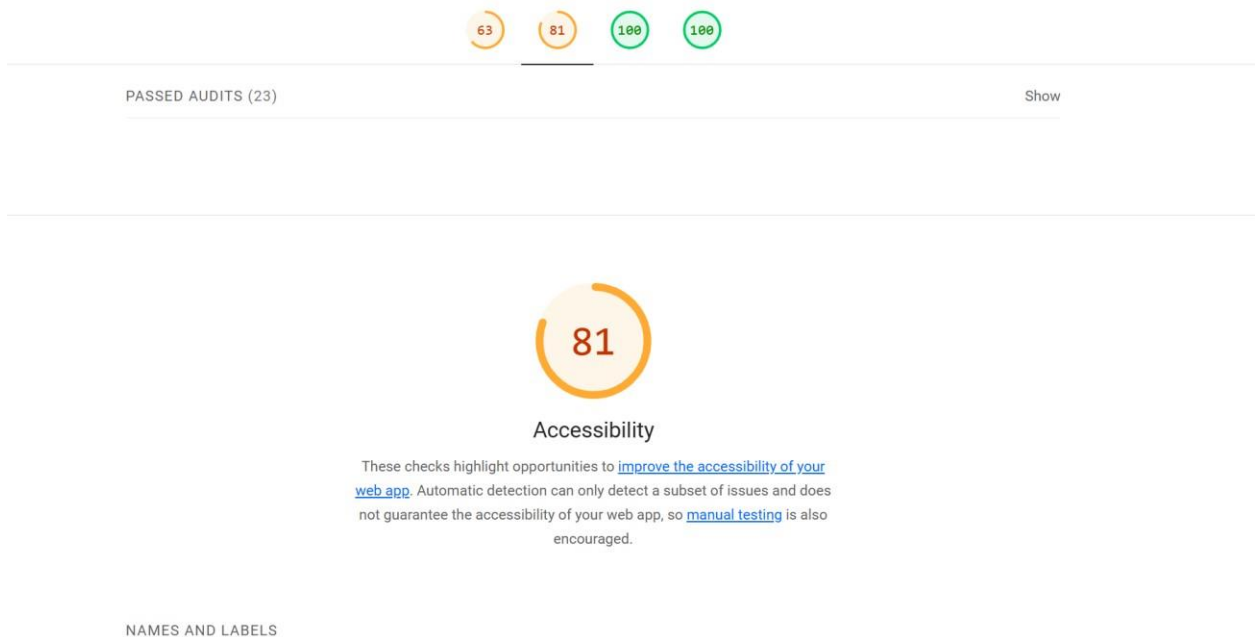 63 81 100 100
PASSED AUDITS (23) Show
81
Accessibility
These checks highlight opportunities to improve the accessibility of your
web app. Automatic detection can only detect a subset of issues and does
not guarantee the accessibility of your web app, so manual testing is also
encouraged.
NAMES AND LABELS